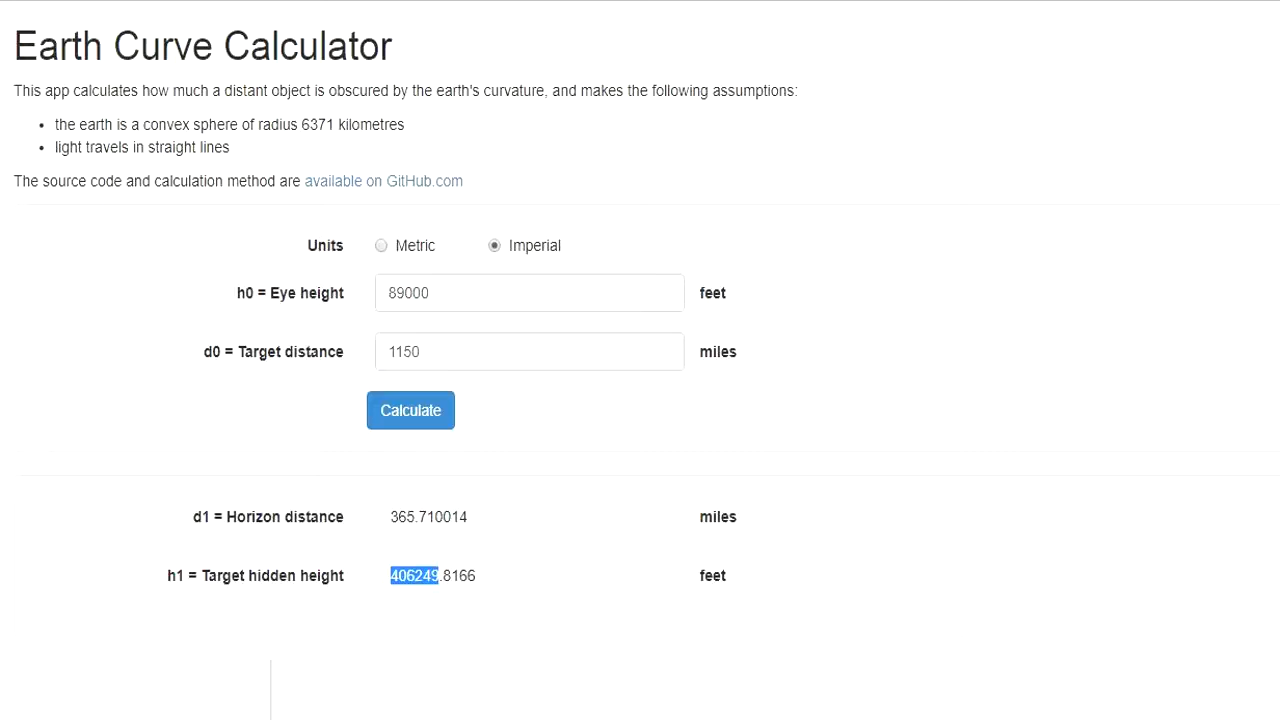 Earth Curve Calculator
This app calculates how much a distant object is obscured by the earth's curvature, and makes the following assumptions:
• the earth is a convex sphere of radius 6371 kilometres
• light travels in straight lines
The source code and calculation method are available on GitHub.com
Units Metric Imperial
h0 = Eye height 89000 feet
d0 = Target distance 1150 miles
Calculate
d1 = Horizon distance 365.710014 miles
h1 = Target hidden height 406249.8166 feet